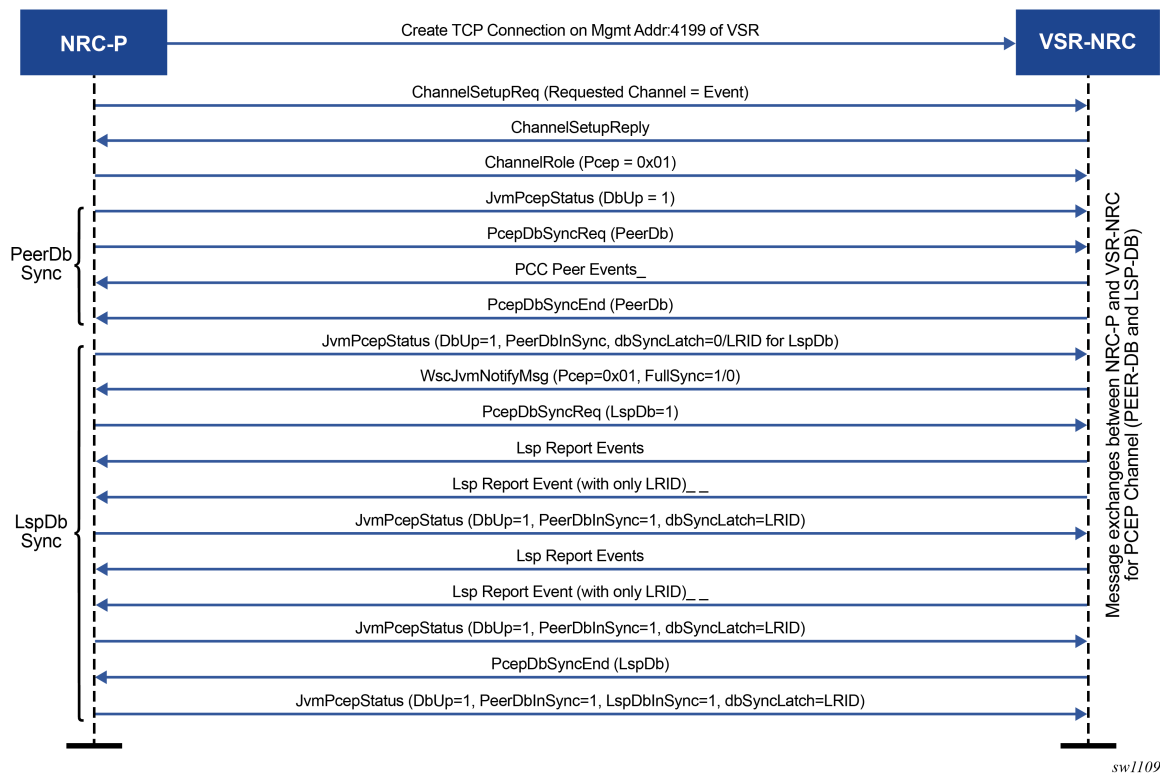 NRC-P
Create TCP Connection on Mgmt Addr:4199 of VSR
VSR-NRC
ChannelSetupReq (Requested Channel = Event)
ChannelSetupReply
ChannelRole (Pcep = 0x01)
JvmPcepStatus (DbUp = 1)
PcepDbSyncReq (PeerDb)
PeerDb
Sync
PCC Peer Events_
PcepDbSyncEnd (PeerDb)
JvmPcepStatus (DbUp=1, PeerDbInSync, dbSyncLatch=0/LRID for LspDb)
WscJvmNotifyMsg (Pcep=0x01, FullSync=1/0)
PcepDbSyncReq (LspDb=1)
Lsp Report Events
Lsp Report Event (with only LRID)_ _
LspDb
Sync
JvmPcepStatus (DbUp=1, PeerDbInSync=1, dbSyncLatch=LRID)
Lsp Report Events
Lsp Report Event (with only LRID)_ _
JvmPcepStatus (DbUp=1, PeerDbInSync=1, dbSyncLatch=LRID)
PcepDbSyncEnd (LspDb)
JvmPcepStatus (DbUp=1, PeerDbInSync=1, LspDbInSync=1, dbSyncLatch=LRID)
Message exchanges between NRC-P and VSR-NRC
for PCEP Channel (PEER-DB and LSP-DB)
sw1109